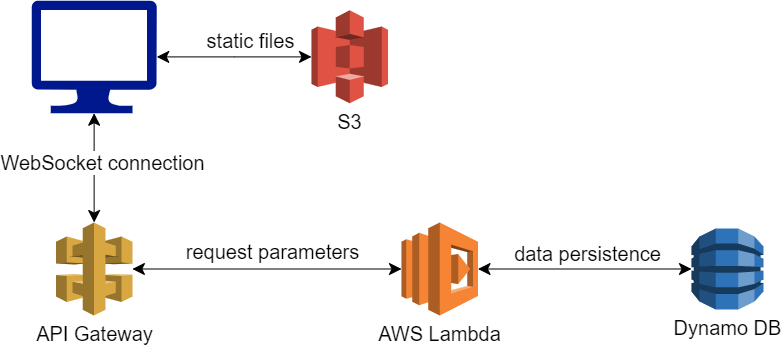 static files
S3
WebSocket connection
request parameters
data persistence
API Gateway
AWS Lambda
Dynamo DB